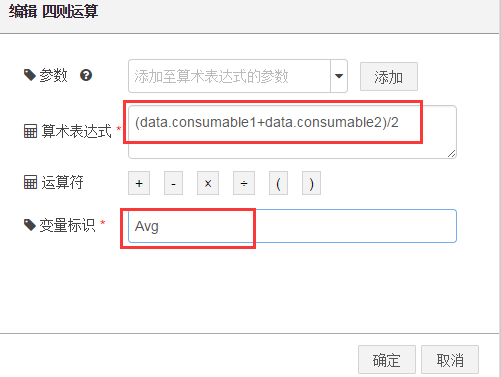 编辑 四则运算
参数 ? 添加至算术表达式的参数 添加
算术表达式 * (data.consumable1+data.consumable2)/2
运算符 + - × ÷ ( )
变量标识 * Avg
确定 取消